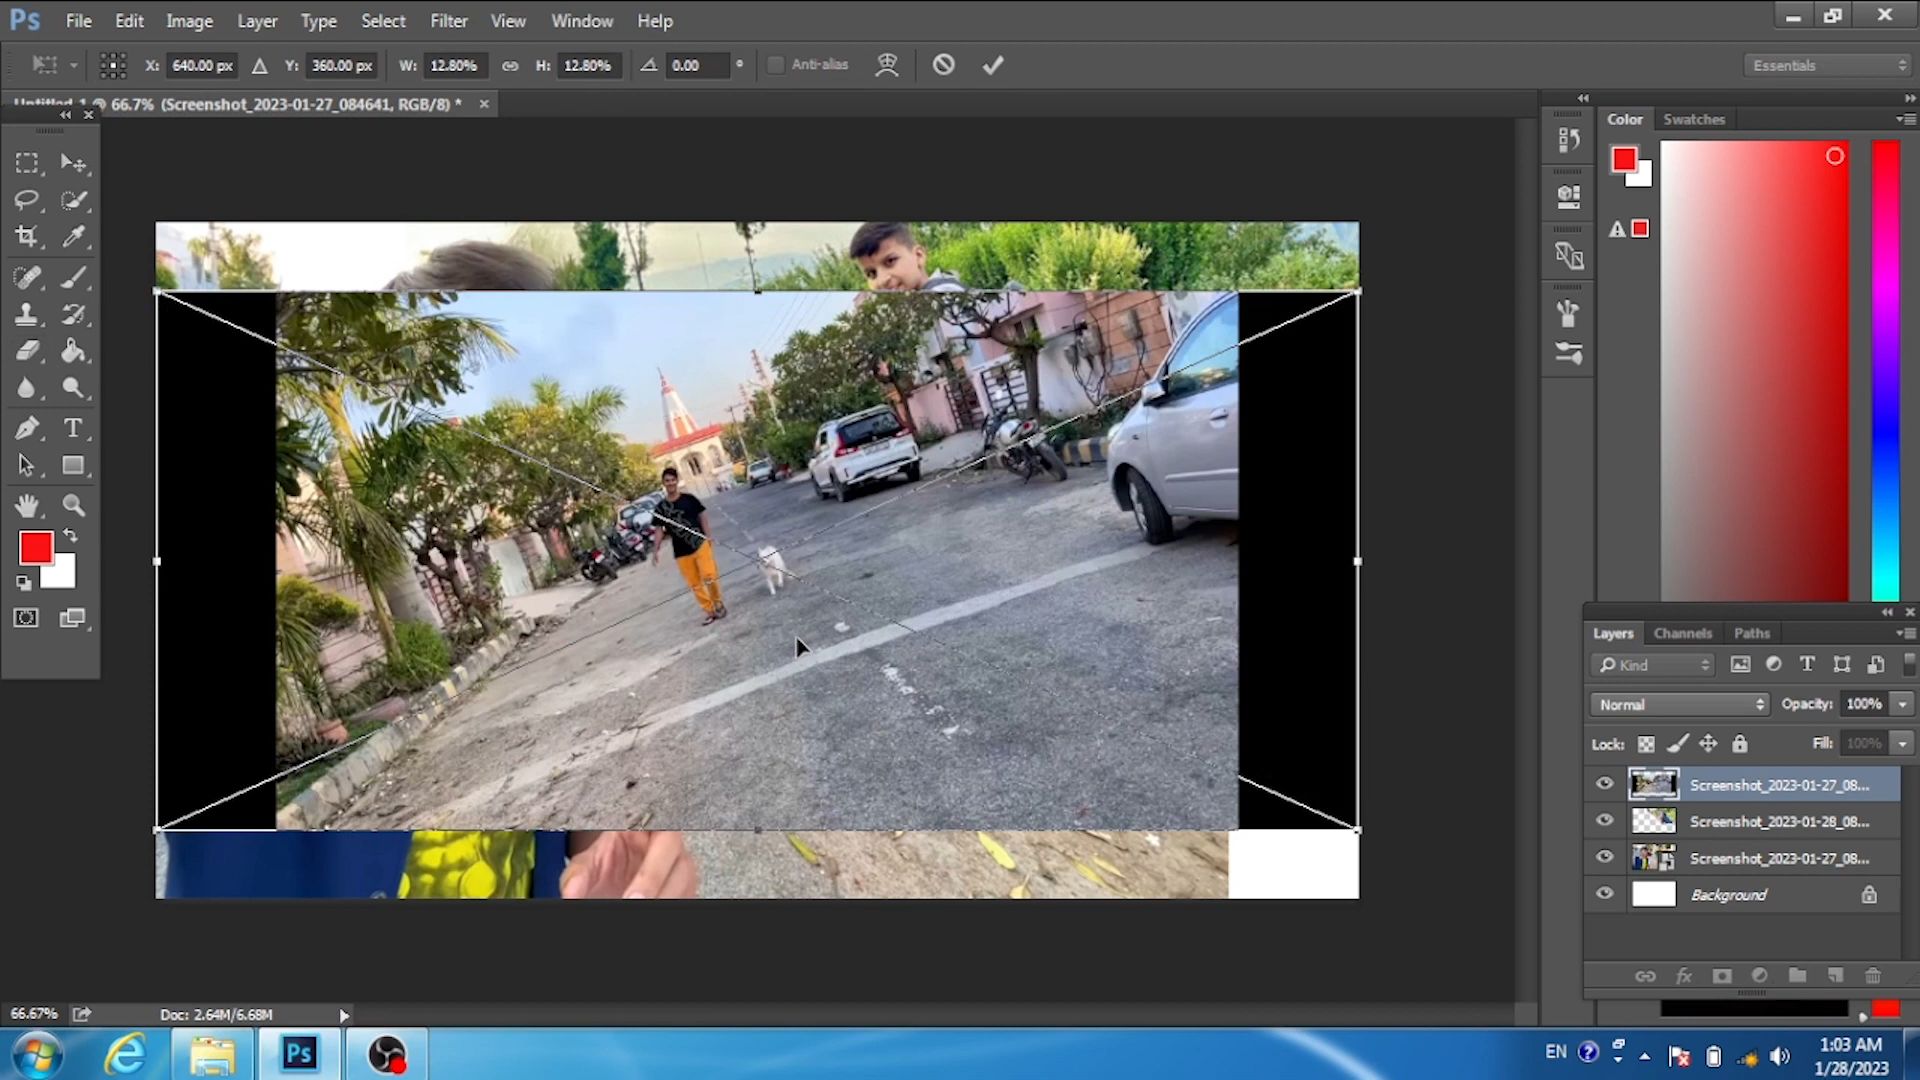 Ps File Edit Image Layer Type Select Filter View Window Help
X: 640.00 px Y: 360.00 px W: 12.80% H: 12.80% 0.00 ° Anti-alias Essentials
Untitled-1 @ 66.7% (Screenshot_2023-01-27_084641, RGB/8) *
Color Swatches
Layers Channels Paths
Kind
Normal Opacity: 100%
Lock: Fill: 100%
Screenshot_2023-01-27_08...
Screenshot_2023-01-28_08...
Screenshot_2023-01-27_08...
Background
fx
66.67% Doc: 2.64M/6.68M
Ps EN 1:03 AM
1/28/2023